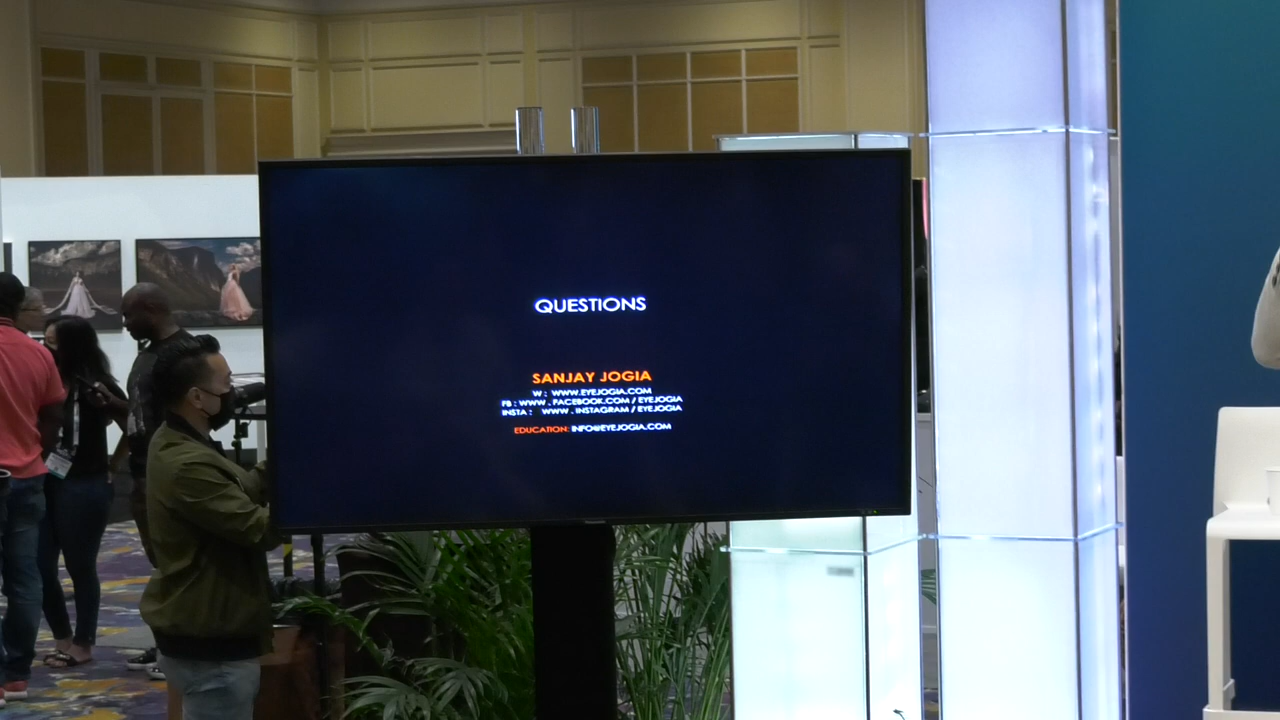 QUESTIONS
SANJAY JOGIA
W : WWW.EYEJOGIA.COM
FB : WWW . FACEBOOK.COM / EYEJOGIA
INSTA : WWW . INSTAGRAM / EYEJOGIA
EDUCATION: INFO@EYEJOGIA.COM